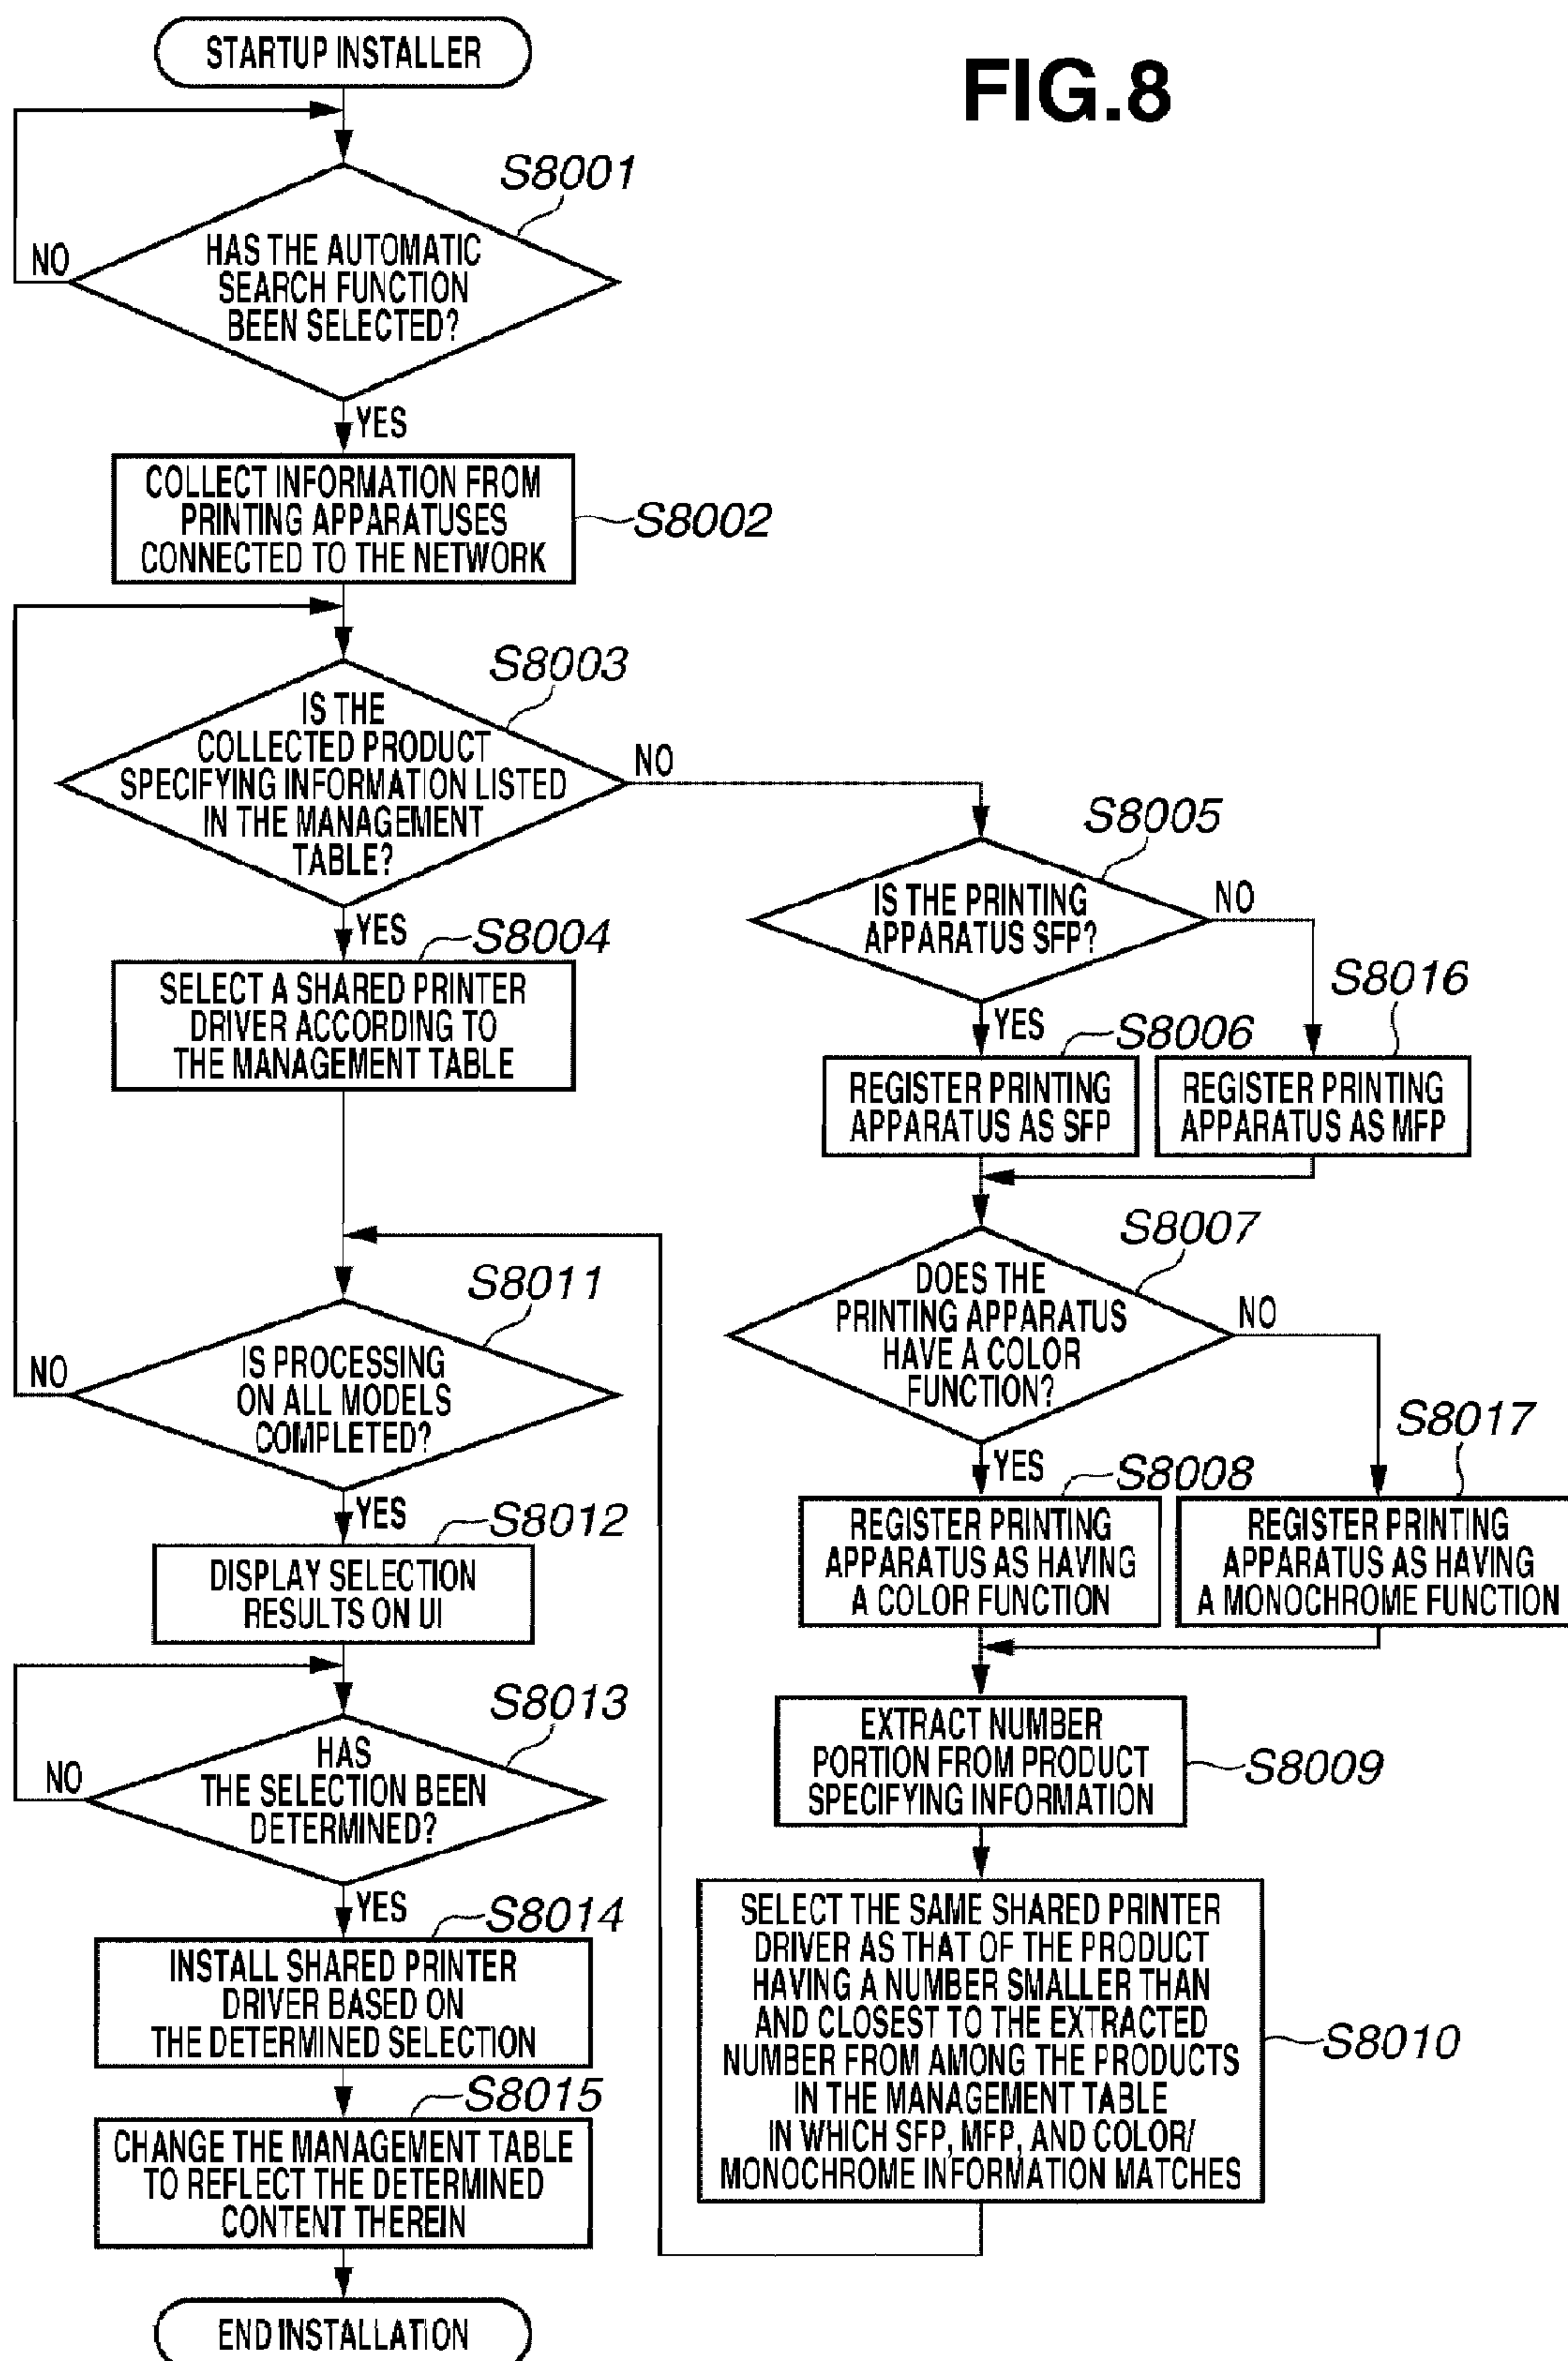 STARTUP INSTALLER
FIG.8
S8001
HAS THE AUTOMATIC
SEARCH FUNCTION
BEEN SELECTED?
NO
YES
COLLECT INFORMATION FROM
PRINTING APPARATUSES
CONNECTED TO THE NETWORK
S8002
S8003
IS THE
COLLECTED PRODUCT
SPECIFYING INFORMATION LISTED
IN THE MANAGEMENT
TABLE?
NO
YES
S8004
SELECT A SHARED PRINTER
DRIVER ACCORDING TO
THE MANAGEMENT TABLE
S8005
IS THE PRINTING
APPARATUS SFP?
NO
YES
S8006
REGISTER PRINTING
APPARATUS AS SFP
S8016
REGISTER PRINTING
APPARATUS AS MFP
S8007
DOES THE
PRINTING APPARATUS
HAVE A COLOR
FUNCTION?
NO
YES
S8008
REGISTER PRINTING
APPARATUS AS HAVING
A COLOR FUNCTION
S8017
REGISTER PRINTING
APPARATUS AS HAVING
A MONOCHROME FUNCTION
EXTRACT NUMBER
PORTION FROM PRODUCT
SPECIFYING INFORMATION
S8009
SELECT THE SAME SHARED PRINTER
DRIVER AS THAT OF THE PRODUCT
HAVING A NUMBER SMALLER THAN
AND CLOSEST TO THE EXTRACTED
NUMBER FROM AMONG THE PRODUCTS
IN THE MANAGEMENT TABLE
IN WHICH SFP, MFP, AND COLOR/
MONOCHROME INFORMATION MATCHES
S8010
S8011
IS PROCESSING
ON ALL MODELS
COMPLETED?
NO
YES
S8012
DISPLAY SELECTION
RESULTS ON UI
S8013
HAS
THE SELECTION BEEN
DETERMINED?
NO
YES
S8014
INSTALL SHARED PRINTER
DRIVER BASED ON
THE DETERMINED SELECTION
S8015
CHANGE THE MANAGEMENT TABLE
TO REFLECT THE DETERMINED
CONTENT THEREIN
END INSTALLATION